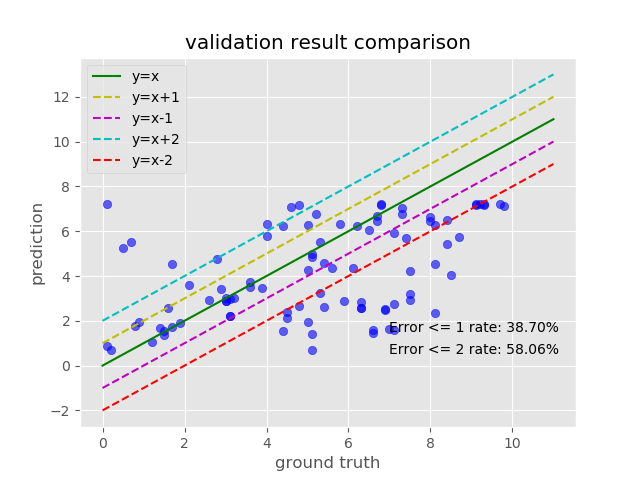 validation result comparison
y=x
y=x+1
y=x-1
y=x+2
y=x-2
12
10
8
6
4
2
0
−2
prediction
Error <= 1 rate: 38.70%
Error <= 2 rate: 58.06%
0 2 4 6 8 10
ground truth